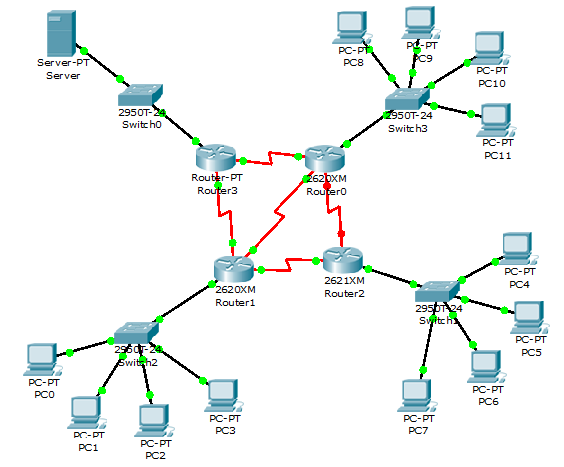 Server-PT
Server
2950T-24
Switch0
PC-PT
PC8
PC-PT
PC9
PC-PT
PC10
2950T-24
Switch3
PC-PT
PC11
Router-PT
Router3
2620XM
Router0
2620XM
Router1
2621XM
Router2
PC-PT
PC4
2950T-24
PC-PT
PC5
2950T-24
Switch2
PC-PT
PC0
PC-PT
PC1
PC-PT
PC2
PC-PT
PC3
PC-PT
PC6
PC-PT
PC7